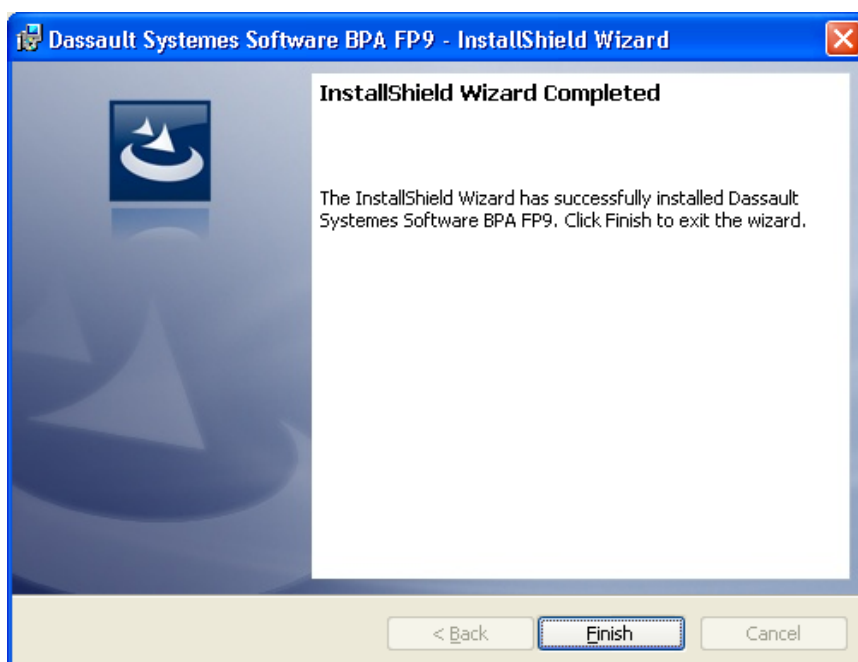 Dassault Systemes Software BPA FP9 - InstallShield Wizard
InstallShield Wizard Completed
The InstallShield Wizard has successfully installed Dassault
Systemes Software BPA FP9. Click Finish to exit the wizard.
< Back Finish Cancel